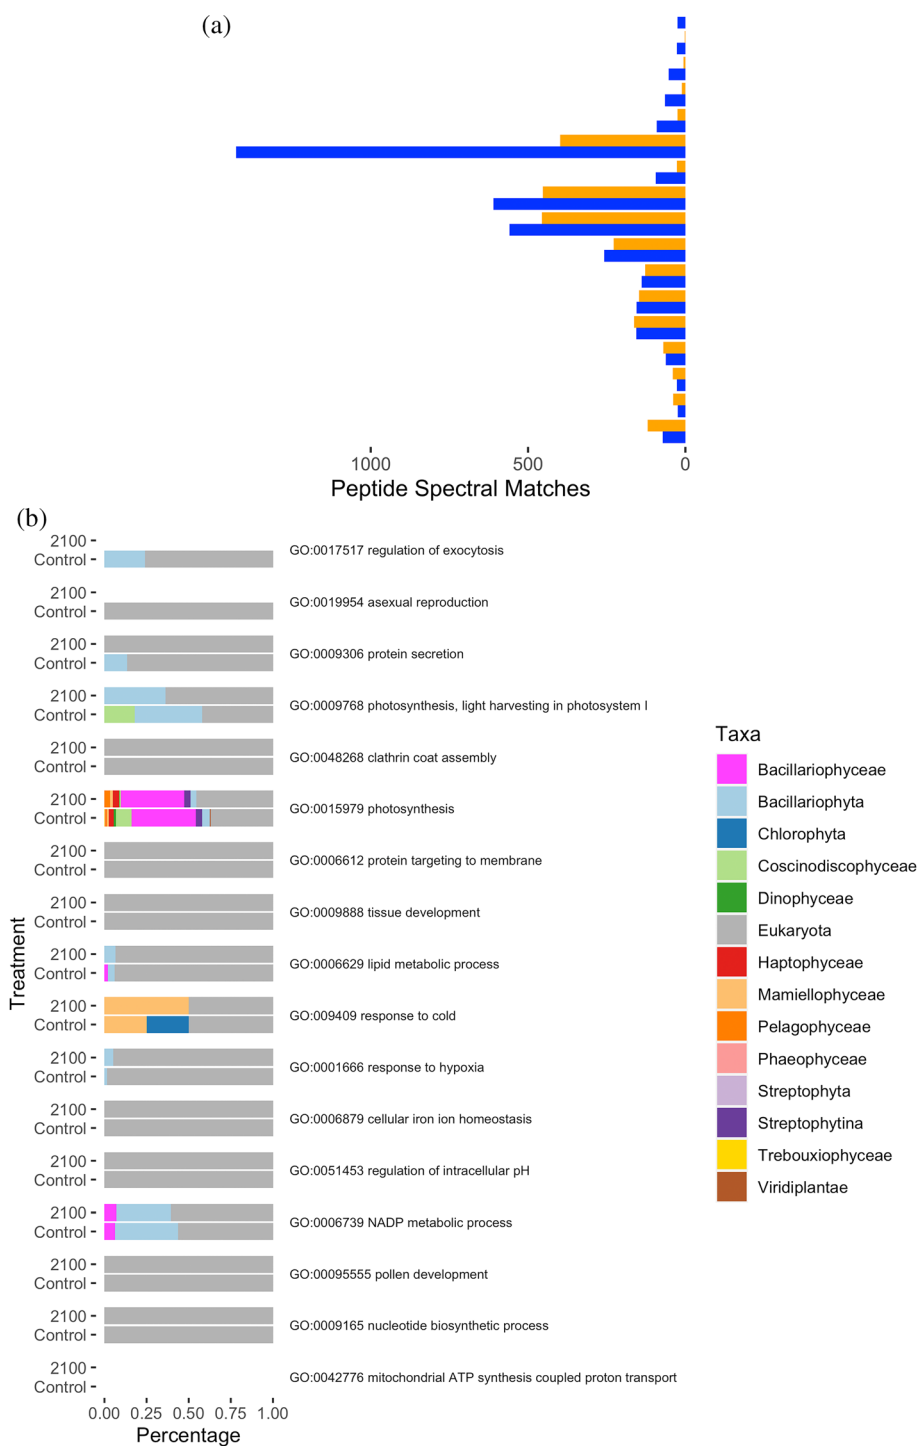 (a)
1000 500 0
Peptide Spectral Matches
(b)
2100
Control
GO:0017517 regulation of exocytosis
2100
Control
GO:0019954 asexual reproduction
2100
Control
GO:0009306 protein secretion
2100
Control
GO:0009768 photosynthesis, light harvesting in photosystem I
2100
Control
GO:0048268 clathrin coat assembly
2100
Control
GO:0015979 photosynthesis
2100
Control
GO:0006612 protein targeting to membrane
2100
Control
GO:0009888 tissue development
2100
Control
GO:0006629 lipid metabolic process
2100
Control
GO:009409 response to cold
2100
Control
GO:0001666 response to hypoxia
2100
Control
GO:0006879 cellular iron ion homeostasis
2100
Control
GO:0051453 regulation of intracellular pH
2100
Control
GO:0006739 NADP metabolic process
2100
Control
GO:00095555 pollen development
2100
Control
GO:0009165 nucleotide biosynthetic process
2100
Control
GO:0042776 mitochondrial ATP synthesis coupled proton transport
Treatment
0.00 0.25 0.50 0.75 1.00
Percentage
Taxa
Bacillariophyceae
Bacillariophyta
Chlorophyta
Coscinodiscophyceae
Dinophyceae
Eukaryota
Haptophyceae
Mamiellophyceae
Pelagophyceae
Phaeophyceae
Streptophyta
Streptophytina
Trebouxiophyceae
Viridiplantae